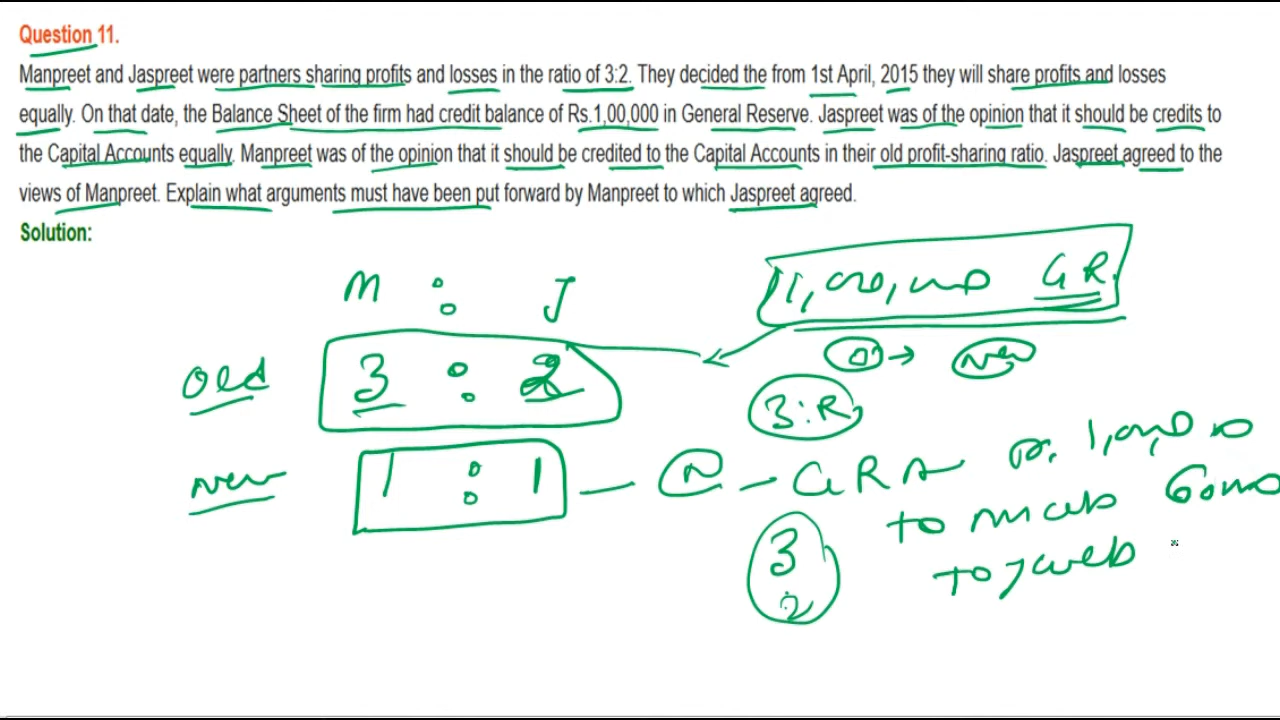 Question 11.
Manpreet and Jaspreet were partners sharing profits and losses in the ratio of 3:2. They decided the from 1st April, 2015 they will share profits and losses
equally. On that date, the Balance Sheet of the firm had credit balance of Rs.1,00,000 in General Reserve. Jaspreet was of the opinion that it should be credits to
the Capital Accounts equally. Manpreet was of the opinion that it should be credited to the Capital Accounts in their old profit-sharing ratio. Jaspreet agreed to the
views of Manpreet. Explain what arguments must have been put forward by Manpreet to which Jaspreet agreed.
Solution:
M : J
GR
old 3 : 2
→ New
3:R
New 1 : 1 — N — GRA
to
3
2
to